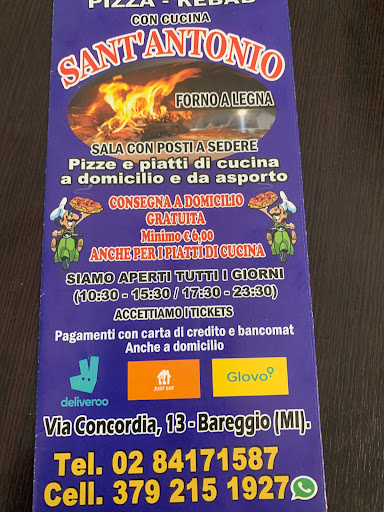 PIZZA - KEBAB
CON CUCINA
SANT'ANTONIO
FORNO A LEGNA
SALA CON POSTI A SEDERE
Pizze e piatti di cucina
a domicilio e da asporto
CONSEGNA A DOMICILIO
GRATUITA
Minimo € 6,00
ANCHE PER I PIATTI DI CUCINA
SIAMO APERTI TUTTI I GIORNI
(10:30 - 15:30 / 17:30 - 23:30)
ACCETTIAMO I TICKETS
Pagamenti con carta di credito e bancomat
Anche a domicilio
deliveroo
JUST EAT
Glovo
Via Concordia, 13 - Bareggio (MI).
Tel. 02 84171587
Cell. 379 215 1927